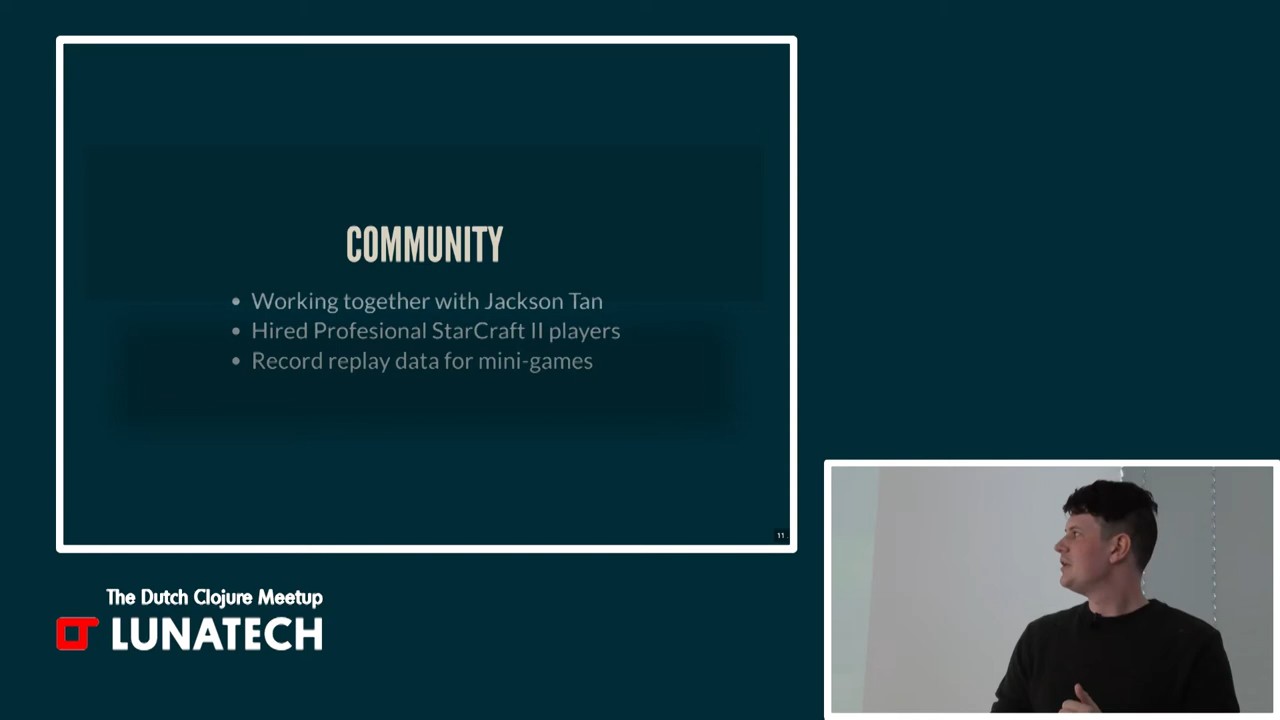 COMMUNITY
Working together with Jackson Tan
Hired Profesional StarCraft II players
Record replay data for mini-games
11
The Dutch Clojure Meetup
LUNATECH